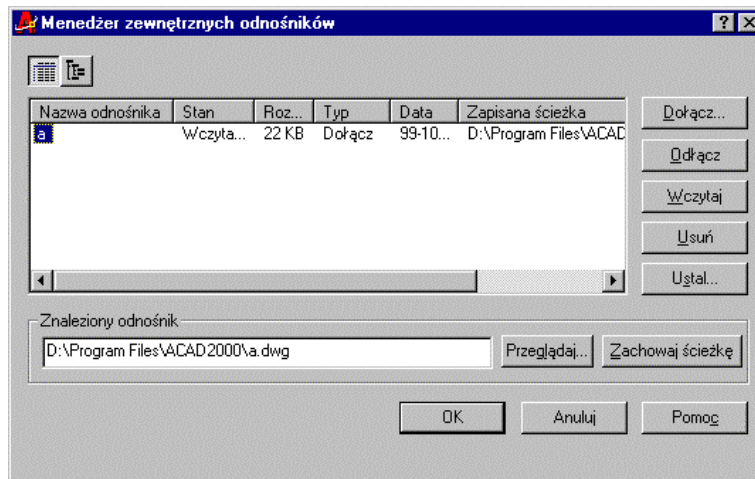 Menedżer zewnętrznych odnośników
Nazwa odnośnika Stan Roz... Typ Data Zapisana ścieżka
a Wczyta... 22 KB Dołącz 99-10... D:\Program Files\ACAD
Dołącz...
Odłącz
Wczytaj
Usuń
Ustal...
Znaleziony odnośnik
D:\Program Files\ACAD2000\a.dwg Przeglądaj... Zachowaj ścieżkę
OK Anuluj Pomoc